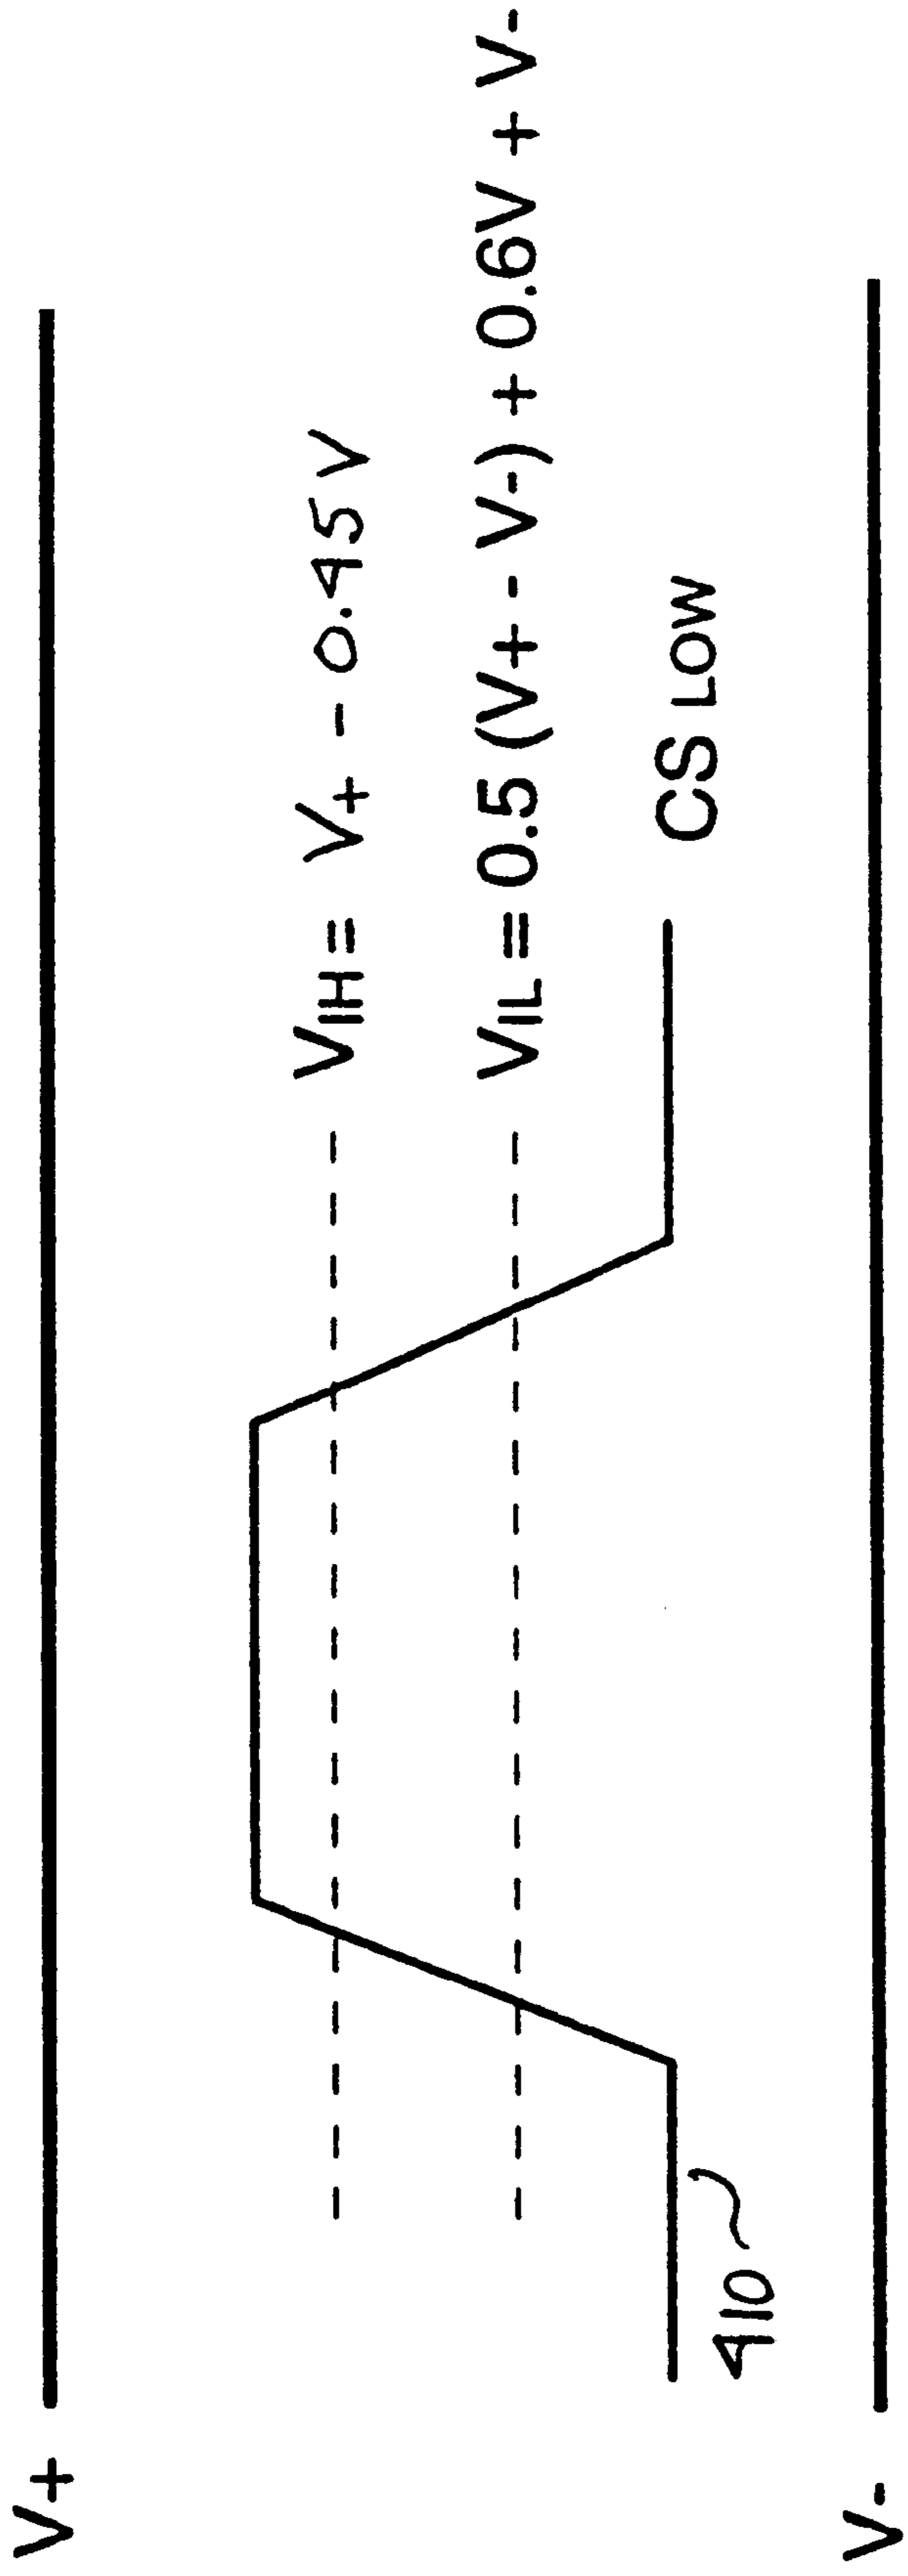 V+
VIH = V+ - 0.45 V
VIL = 0.5 (V+ - V-) + 0.6V + V-
CS LOW
410
V-